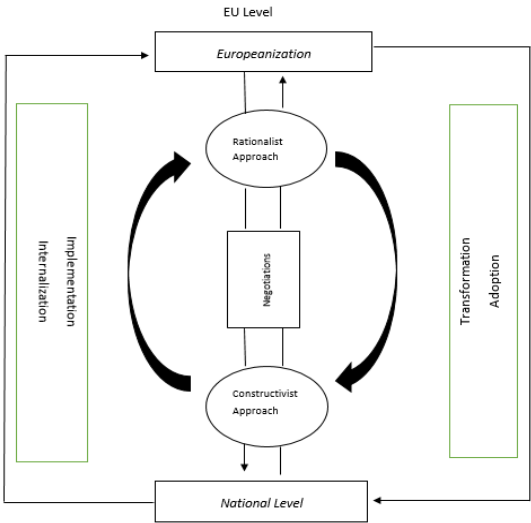 EU Level
Europeanization
Rationalist
Approach
Implementation
Internalization
Negotiations
Transformation
Adoption
Constructivist
Approach
National Level